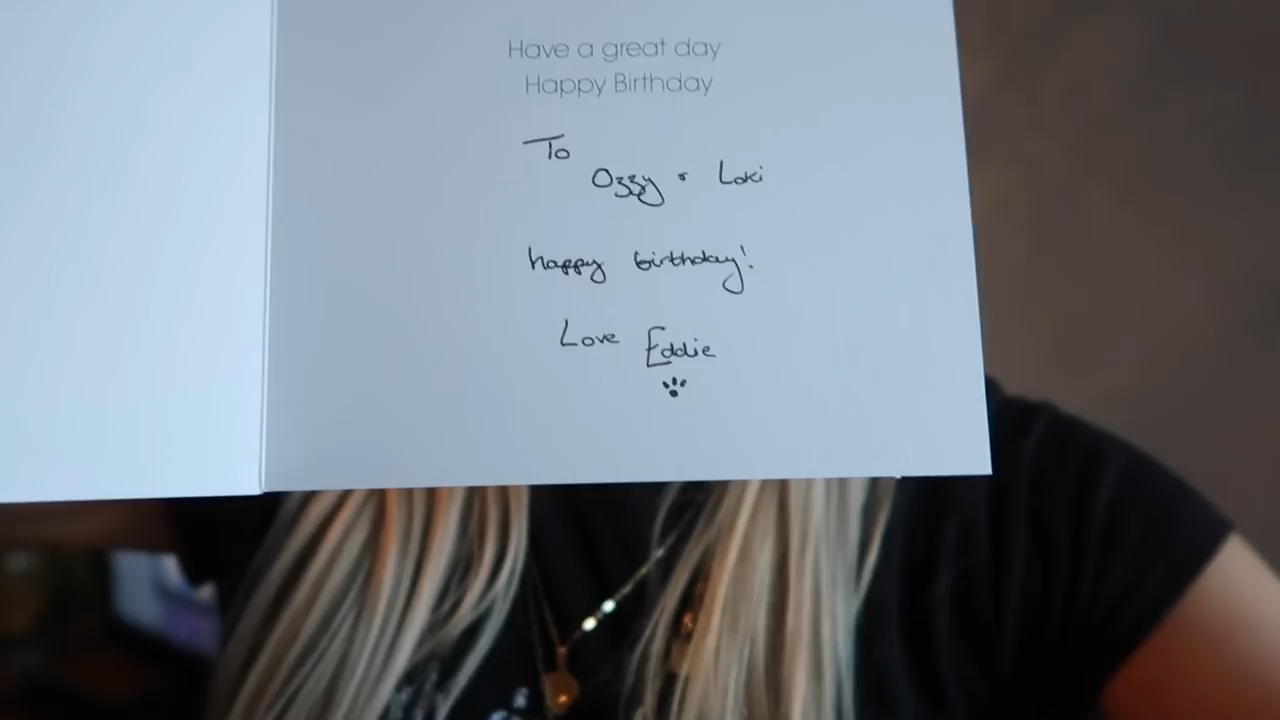 Have a great day
Happy Birthday
To
Ozzy & Loki
happy birthday!
Love Eddie